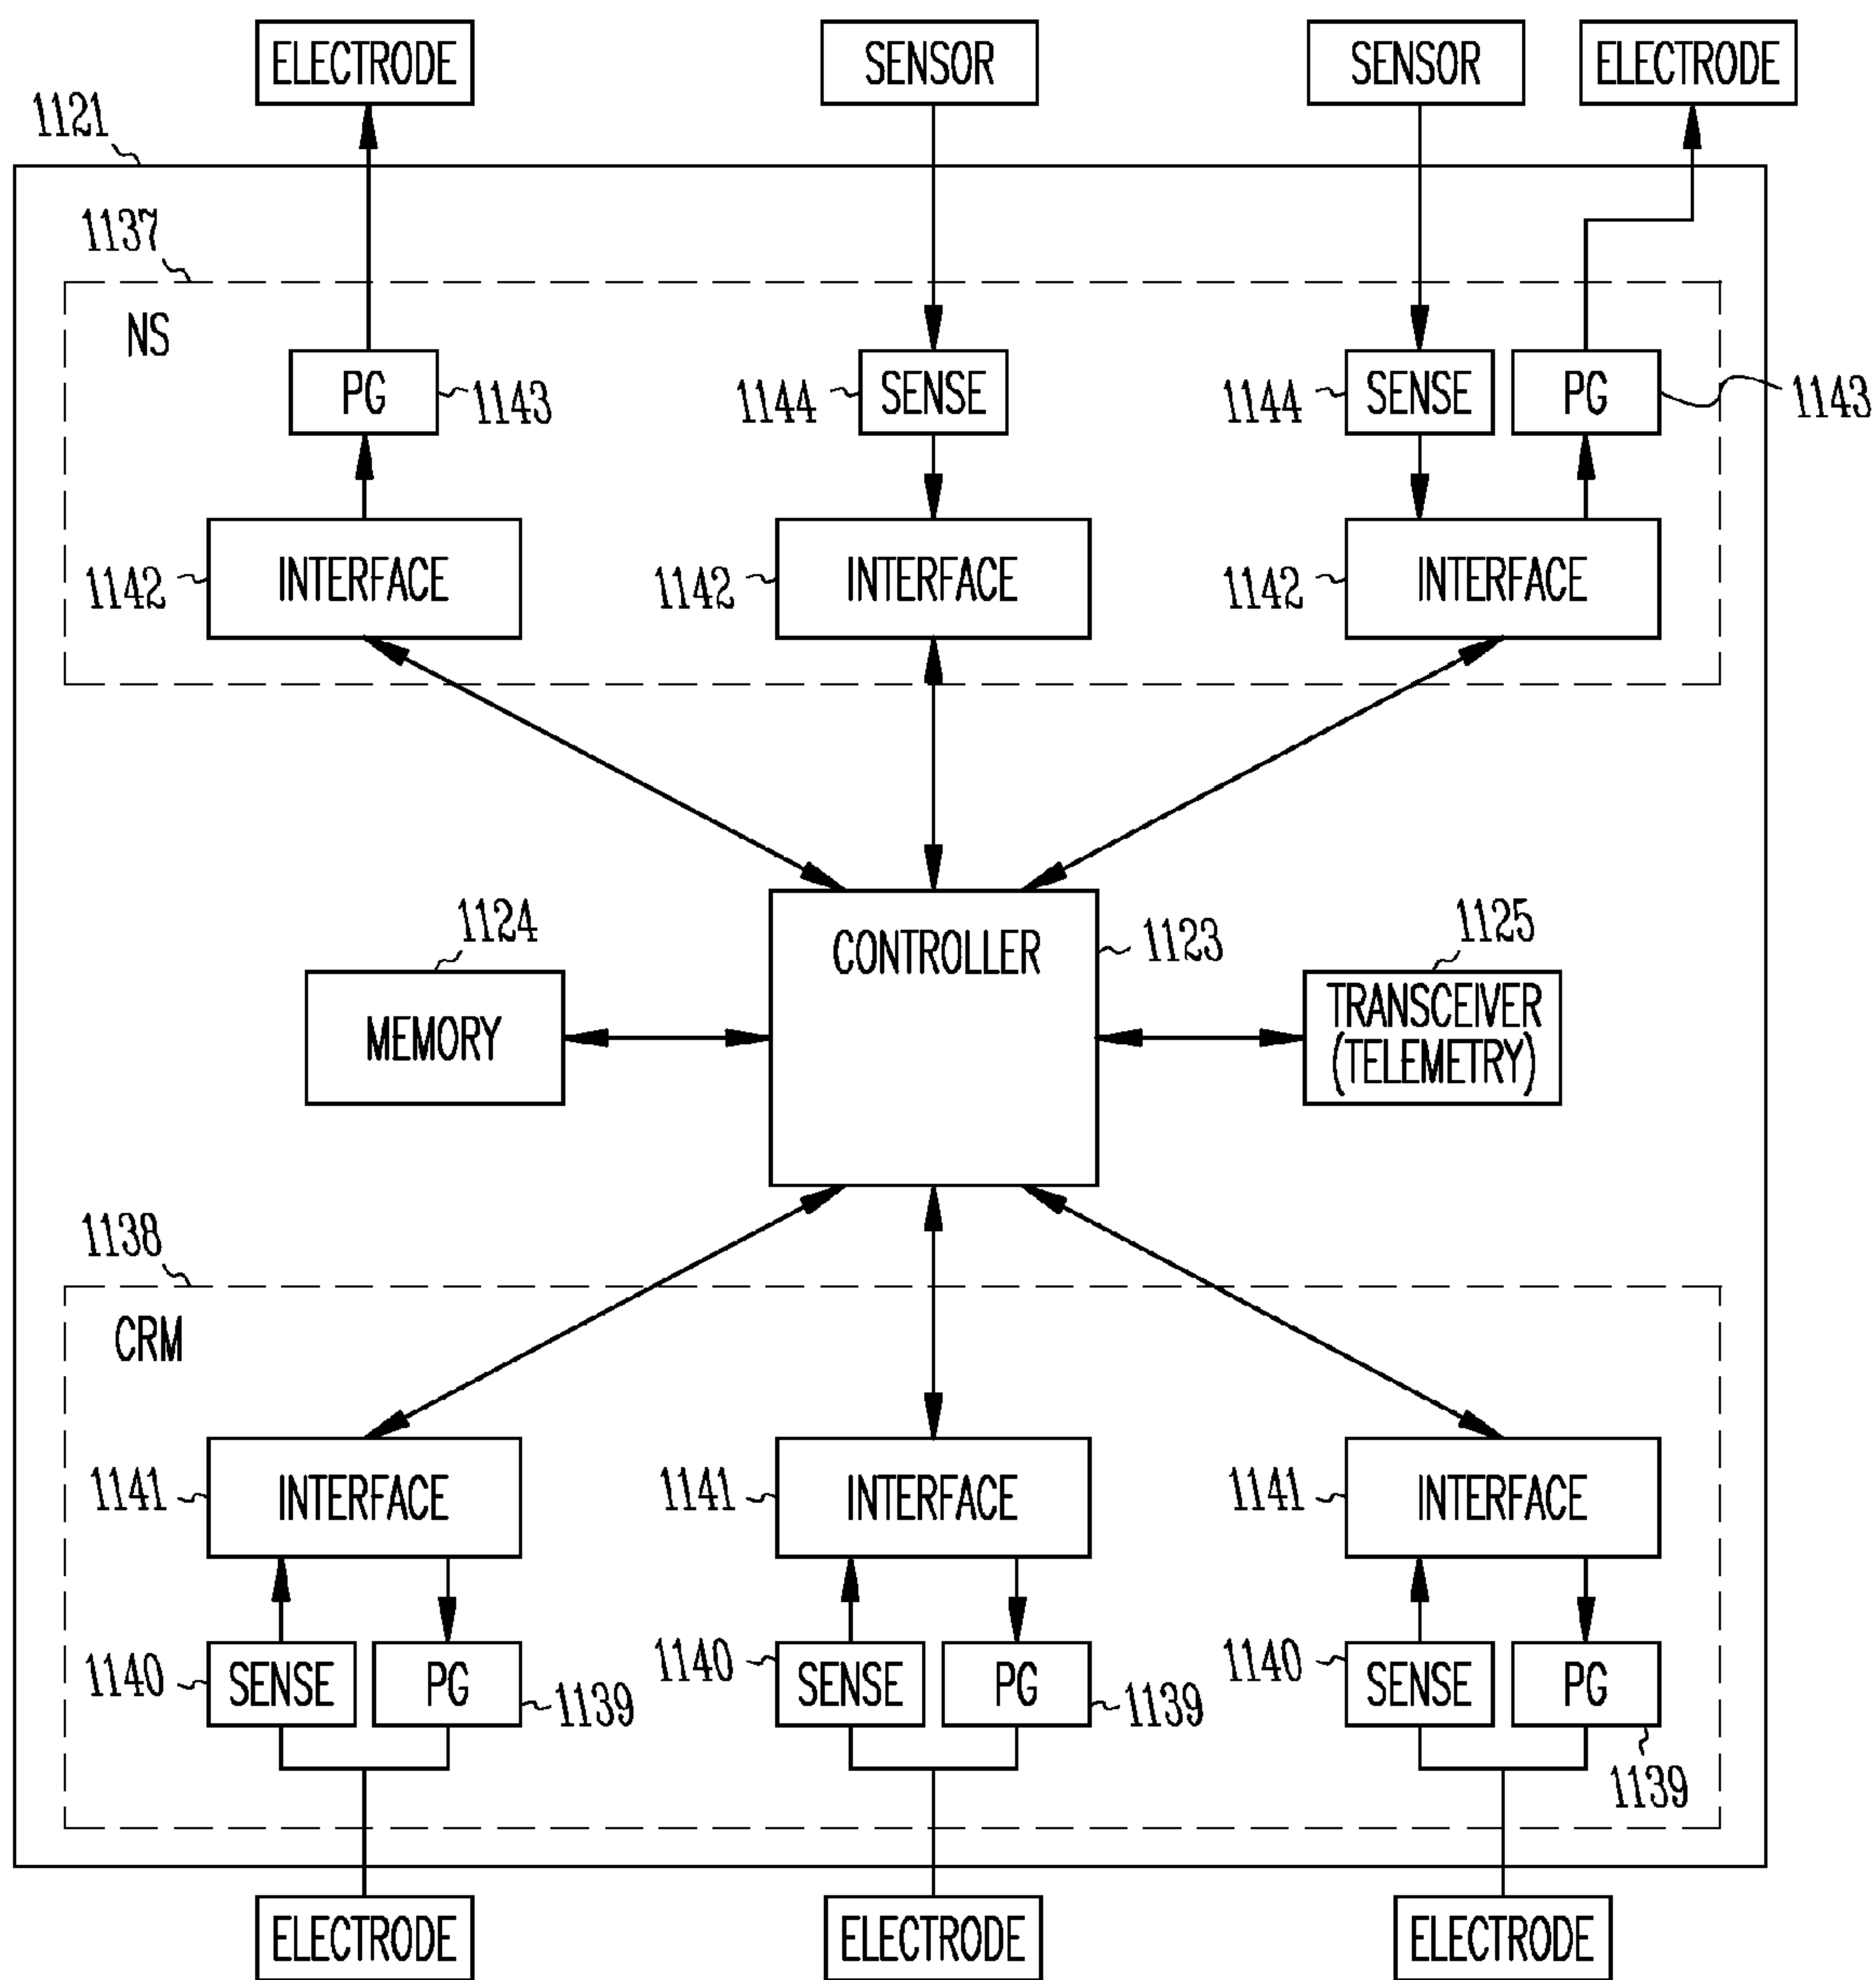 ELECTRODE
SENSOR
SENSOR
ELECTRODE
1121
1137
NS
PG
1143
1144
SENSE
1144
SENSE
PG
1143
1142
INTERFACE
1142
INTERFACE
1142
INTERFACE
1124
MEMORY
CONTROLLER
1123
1125
TRANSCEIVER
(TELEMETRY)
1138
CRM
1141
INTERFACE
1141
INTERFACE
1141
INTERFACE
1140
SENSE
PG
1139
1140
SENSE
PG
1139
1140
SENSE
PG
1139
ELECTRODE
ELECTRODE
ELECTRODE